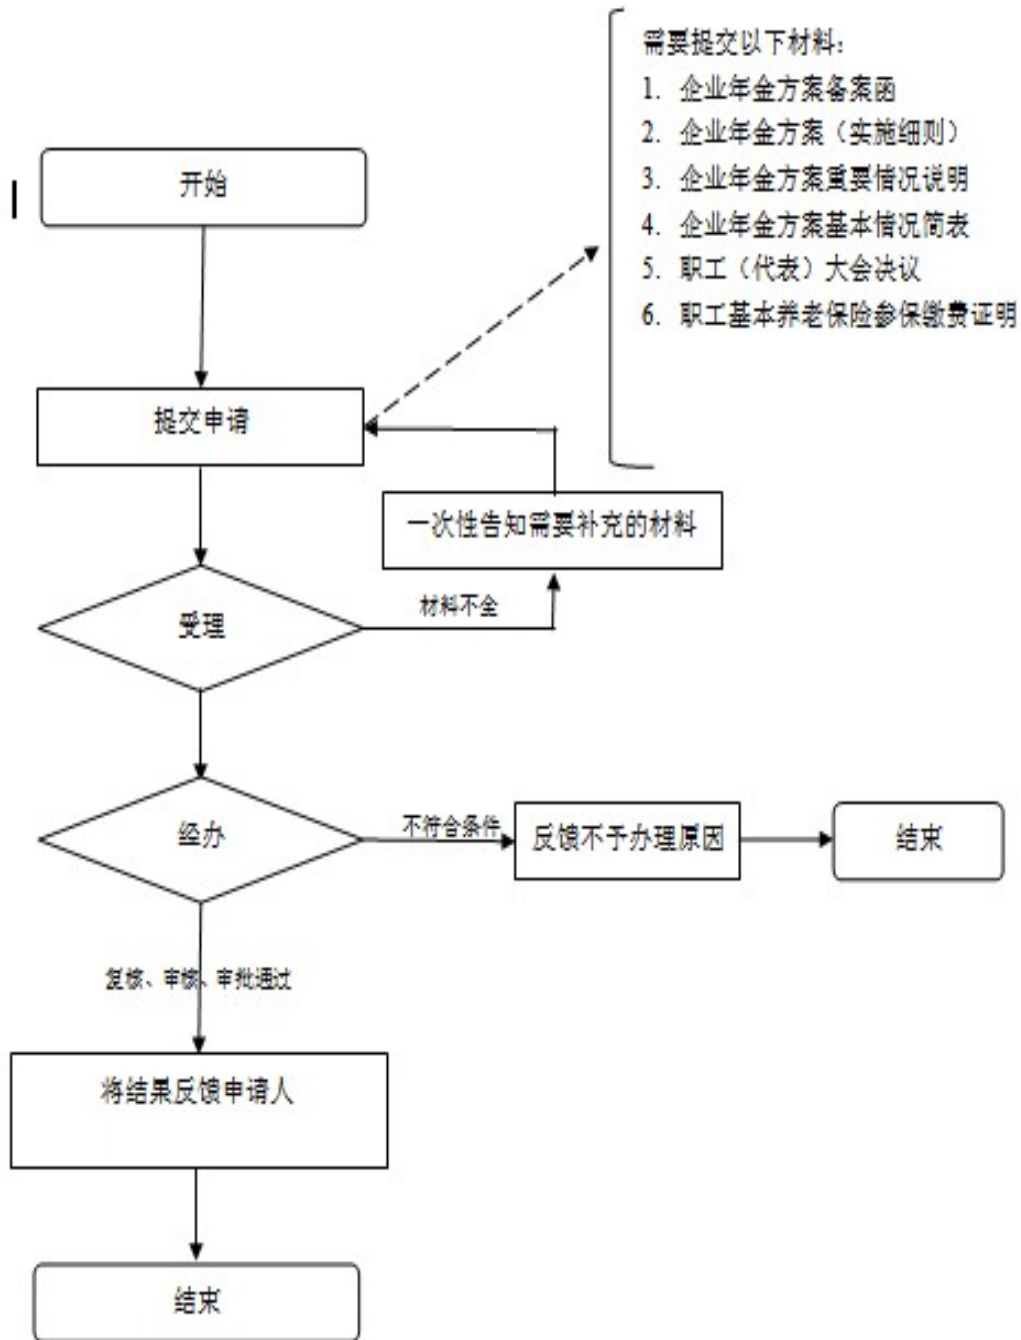 需要提交以下材料：
1. 企业年金方案备案函
2. 企业年金方案（实施细则）
3. 企业年金方案重要情况说明
4. 企业年金方案基本情况简表
5. 职工（代表）大会决议
6. 职工基本养老保险参保缴费证明
开始
提交申请
一次性告知需要补充的材料
材料不全
受理
经办
不符合条件
反馈不予办理原因
结束
复核、审核、审批通过
将结果反馈申请人
结束